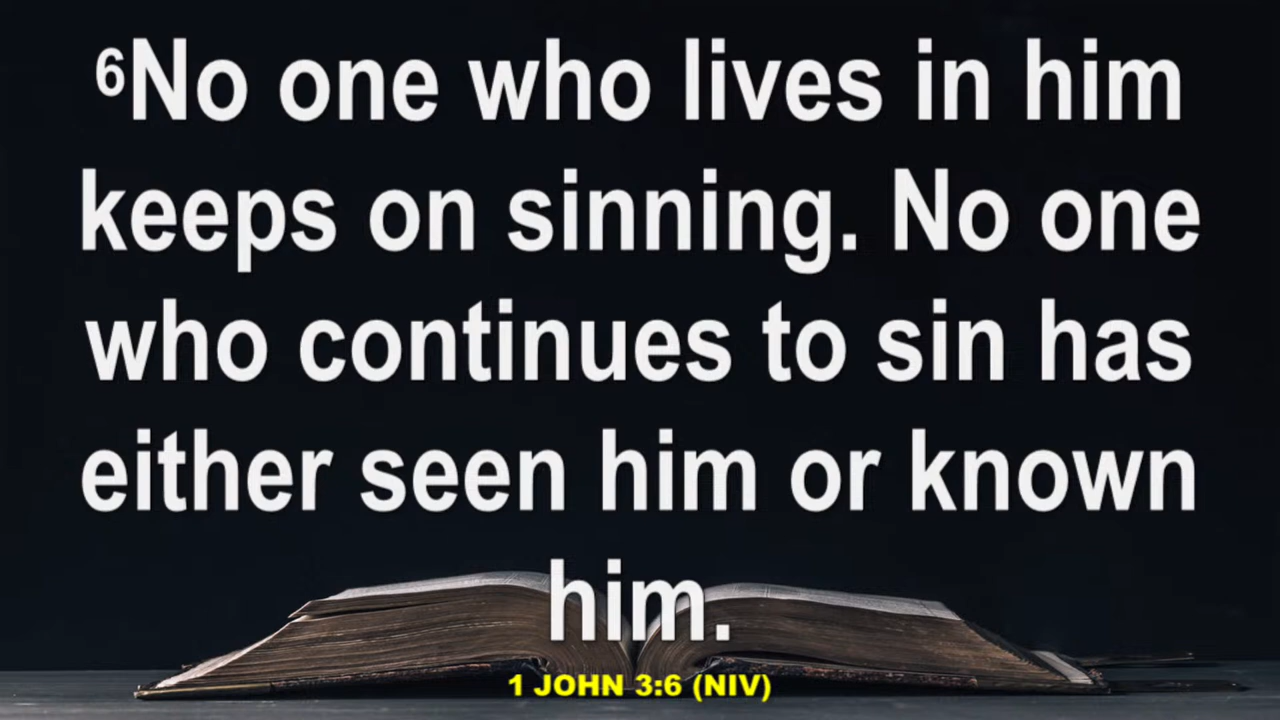 ⁶No one who lives in him
keeps on sinning. No one
who continues to sin has
either seen him or known
him.
1 JOHN 3:6 (NIV)